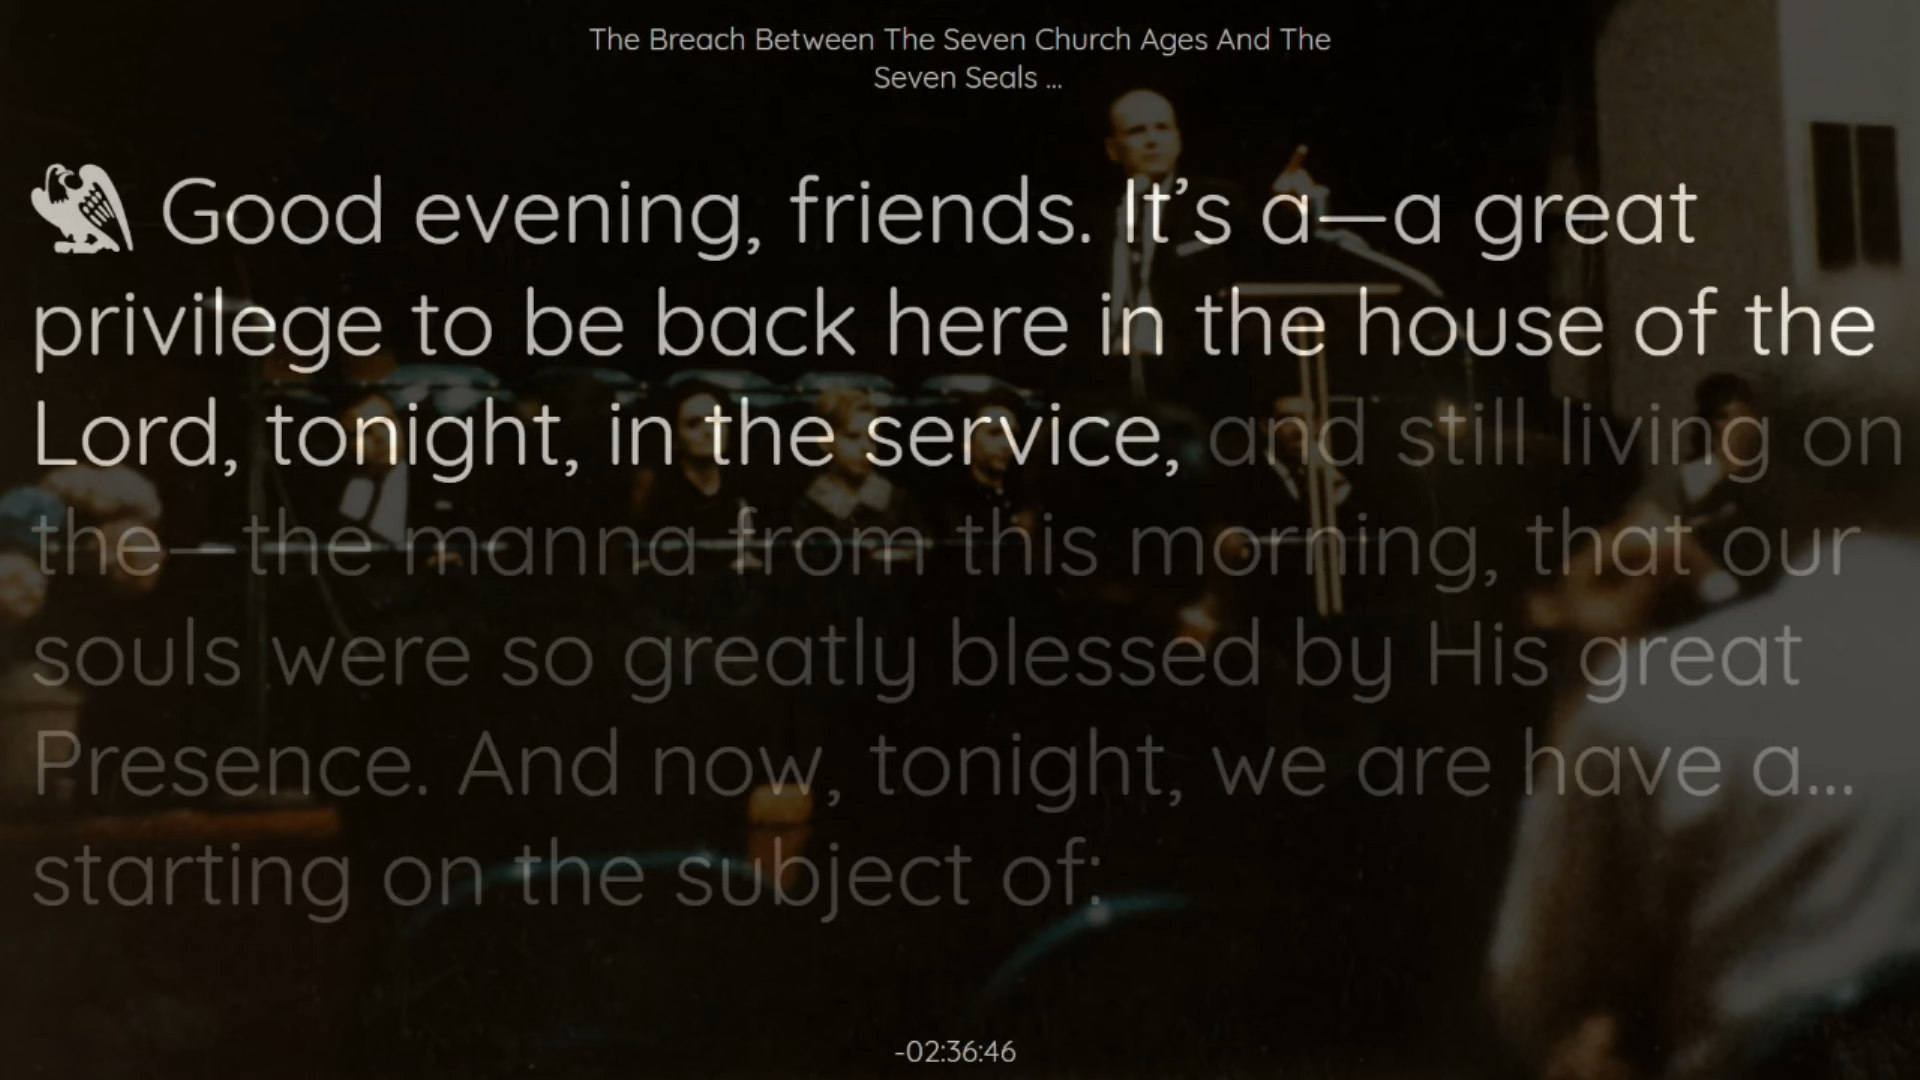 The Breach Between The Seven Church Ages And The
Seven Seals ...
Good evening, friends. It’s a—a great
privilege to be back here in the house of the
Lord, tonight, in the service, and still living on
the—the manna from this morning, that our
souls were so greatly blessed by His great
Presence. And now, tonight, we are have a...
starting on the subject of:
-02:36:46